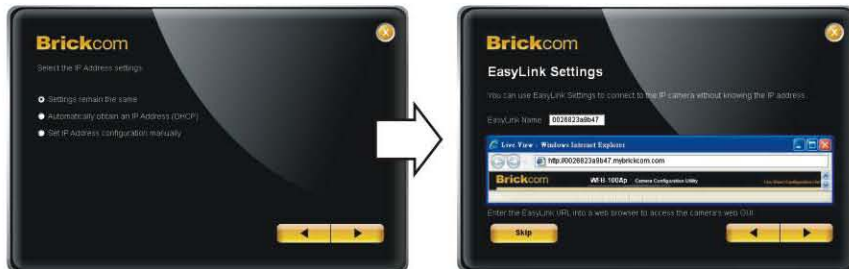 Brickcom
Select the IP Address settings
Settings remain the same
Automatically obtain an IP Address (DHCP)
Set IP Address configuration manually
Brickcom
EasyLink Settings
You can use EasyLink Settings to connect to the IP camera without knowing the IP address.
EasyLink Name
0026823a9b47
Live View - Windows Internet Explorer
http://0026823a9b47.mybrickcom.com
Brickcom WFB-100Ap Camera Configuration Utility
Enter the EasyLink URL into a web browser to access the camera's web GUI
Skip